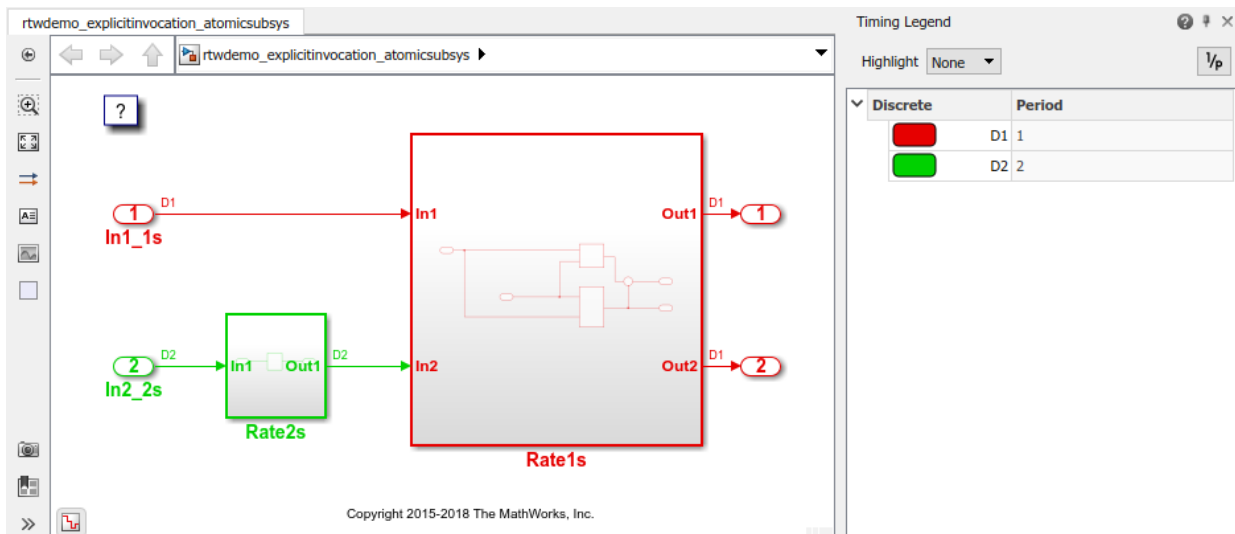 rtwdemo_explicitinvocation_atomicsubsys
Timing Legend
rtwdemo_explicitinvocation_atomicsubsys
Highlight None
1/P
Discrete Period
D1 1
D2 2
?
1
D1
In1_1s
In1
Out1
D1
1
2
D2
In2_2s
In1
Out1
D2
Rate2s
In2
Out2
D1
2
Rate1s
Copyright 2015-2018 The MathWorks, Inc.